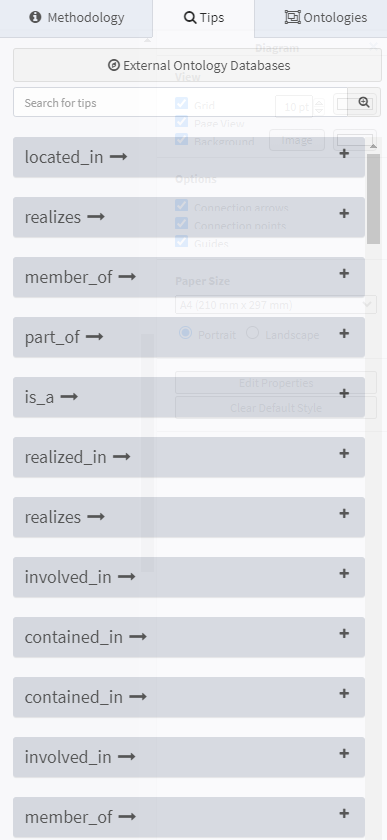 Methodology
Tips
Ontologies
Diagram
External Ontology Databases
View
Search for tips
Grid
10 pt
Page View
Background
Image
located_in
Options
Connection arrows
realizes
Connection points
Guides
member_of
Paper Size
A4 (210 mm x 297 mm)
part_of
Portrait
Landscape
Edit Properties
is_a
Clear Default Style
realized_in
realizes
involved_in
contained_in
contained_in
involved_in
member_of